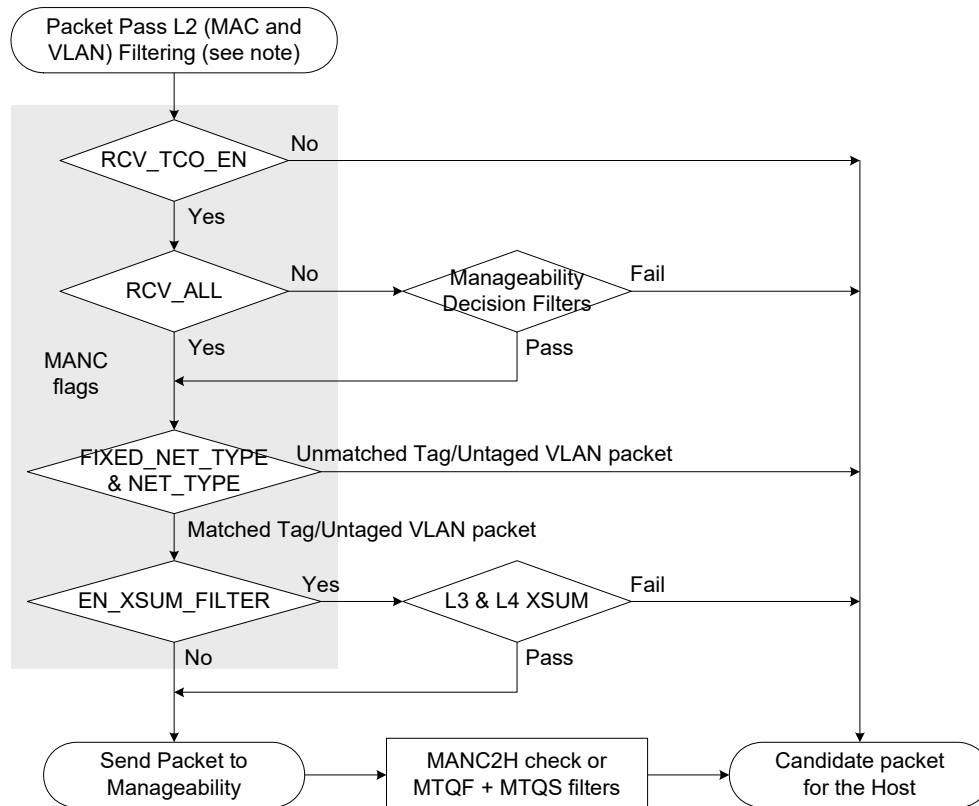 Packet Pass L2 (MAC and
VLAN) Filtering (see note)
RCV_TCO_EN
No
Yes
RCV_ALL
No
Manageability
Decision Filters
Fail
Yes
Pass
MANC
flags
FIXED_NET_TYPE
& NET_TYPE
Unmatched Tag/Untaged VLAN packet
Matched Tag/Untaged VLAN packet
EN_XSUM_FILTER
Yes
L3 & L4 XSUM
Fail
No
Pass
Send Packet to
Manageability
MANC2H check or
MTQF + MTQS filters
Candidate packet
for the Host